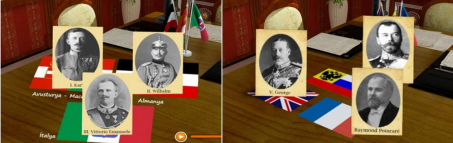 I. Karl
II. Wilhelm
Avusturya - Mac
Almanya
III. Vittorio Emanuele
İtalya
V. George
Raymond Poincaré